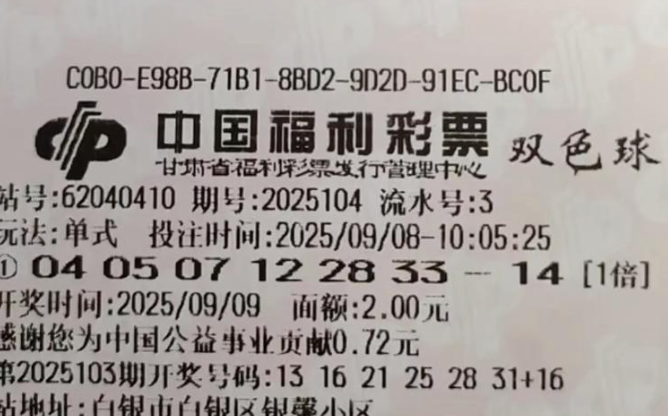 C0B0-E98B-71B1-8BD2-9D2D-91EC-BC0F
中国福利彩票 双色球
甘肃省福利彩票发行管理中心
站号:62040410 期号:2025104 流水号:3
玩法:单式 投注时间:2025/09/08-10:05:25
① 04 05 07 12 28 33 — 14 [1倍]
开奖时间:2025/09/09 面额:2.00元
感谢您为中国公益事业贡献0.72元
第2025103期开奖号码:13 16 21 25 28 31+16
站地址:白银市白银区银馨小区